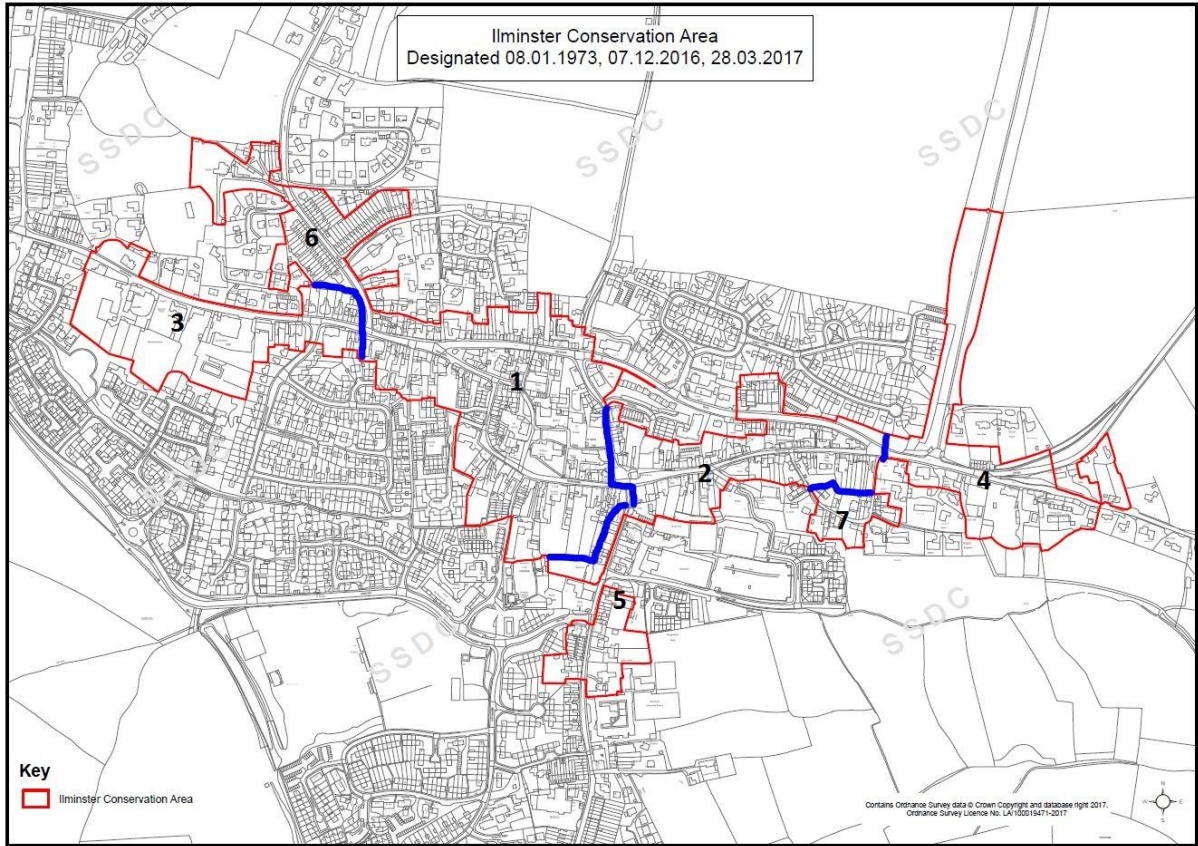 Ilminster Conservation Area
Designated 08.01.1973, 07.12.2016, 28.03.2017
SSDC
SSDC
SSDC
6
3
1
2
4
7
5
SSDC
SSDC
SSDC
Key
Ilminster Conservation Area
Contains Ordnance Survey data © Crown Copyright and database right 2017.
Ordnance Survey Licence No. LA/100019471-2017
N
W E
S